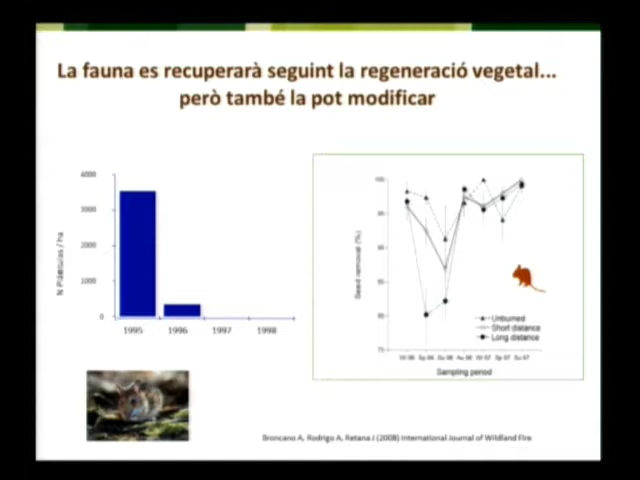 La fauna es recuperarà seguint la regeneració vegetal...
però també la pot modificar
4000
3000
2000
1000
0
N Plàntules / ha
1995 1996 1997 1998
100
Seed removal (%)
Unburned
Short distance
Long distance
Sampling period
Broncano A, Rodrigo A, Retana J (2008) International Journal of Wildland Fire